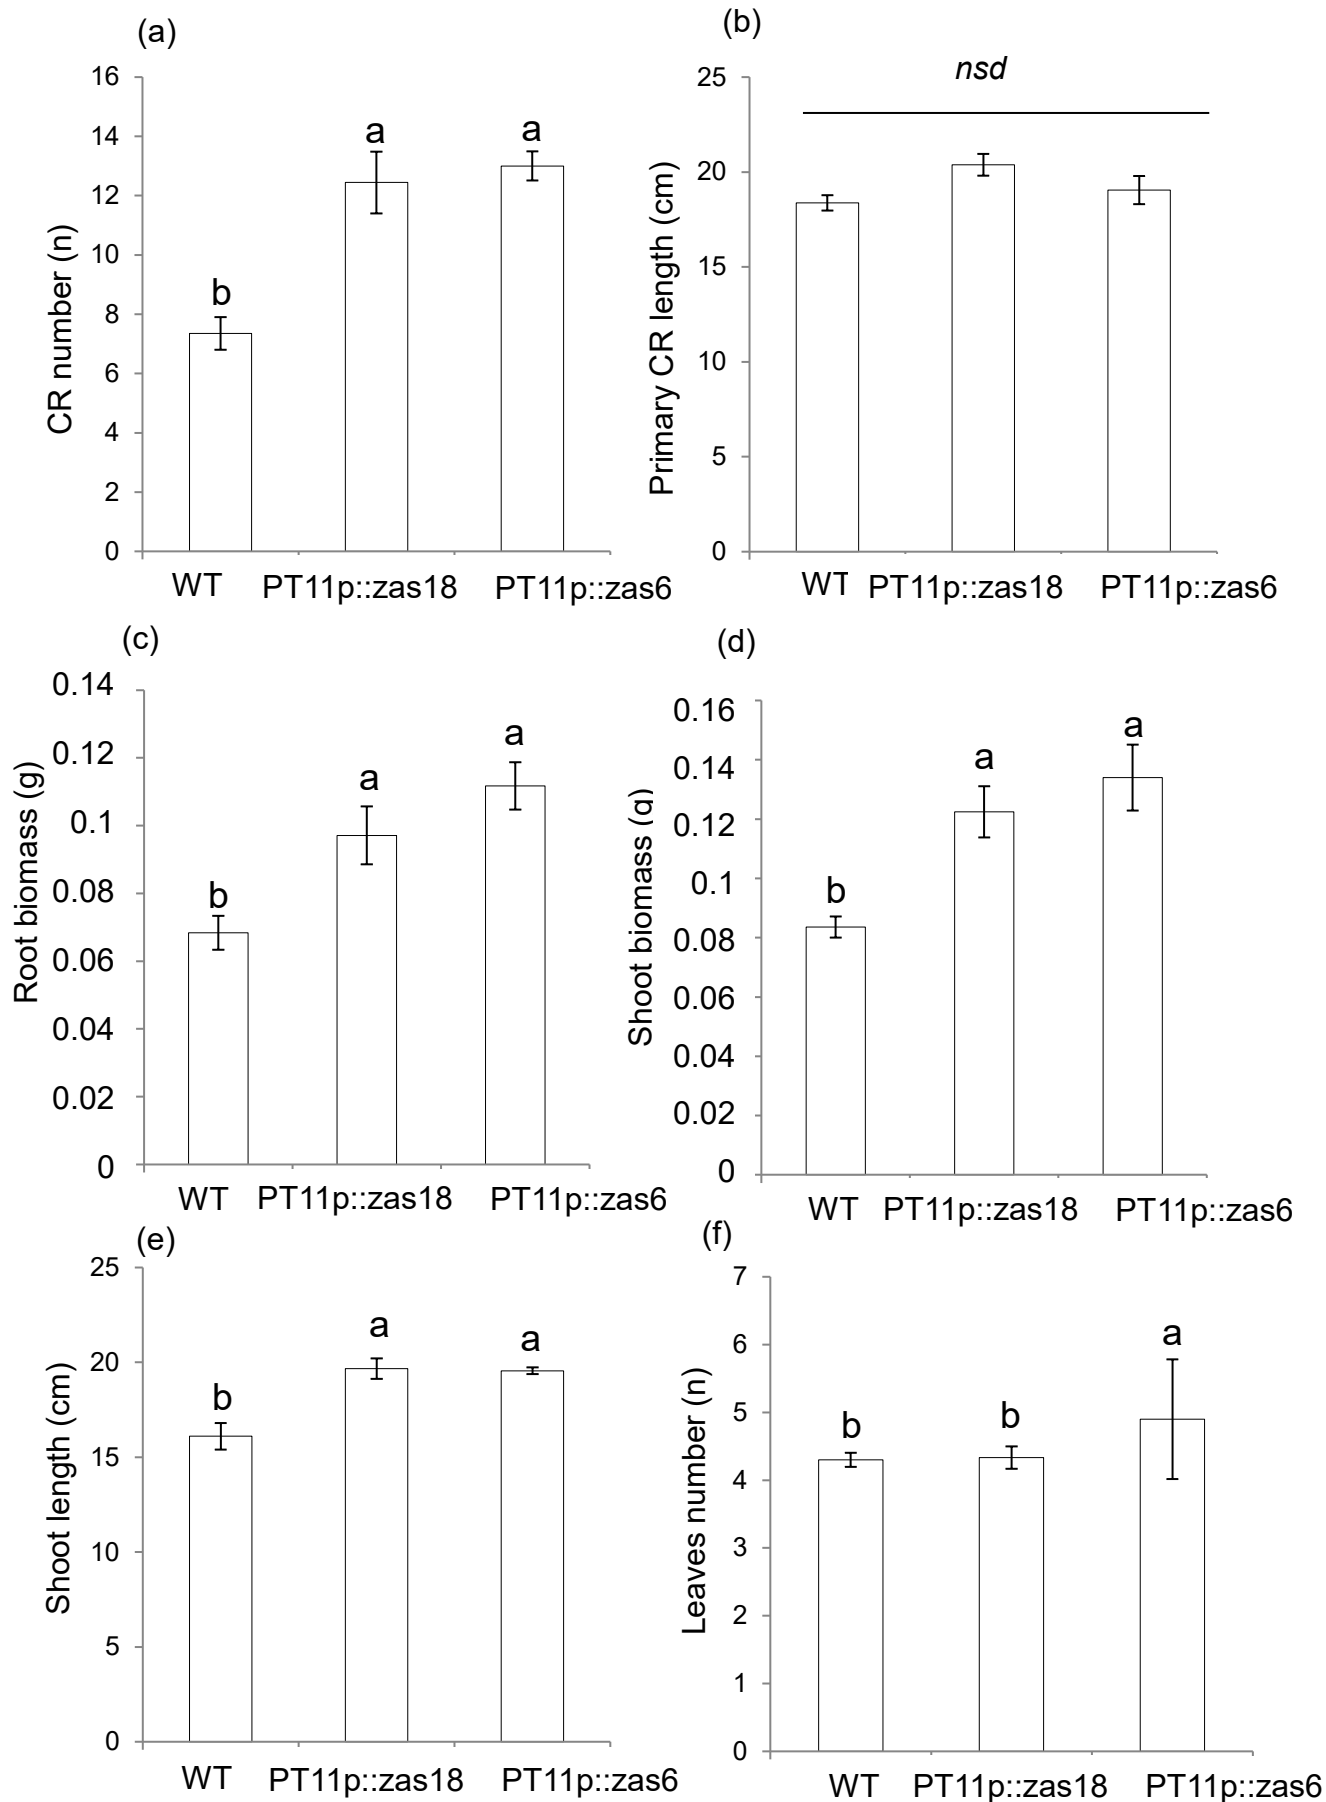 (a)
16
14
12
10
8
6
4
2
0
CR number (n)
b
a
a
WT PT11p::zas18 PT11p::zas6
(b)
nsd
25
20
15
10
5
0
Primary CR length (cm)
WT PT11p::zas18 PT11p::zas6
(c)
0.14
0.12
0.1
0.08
0.06
0.04
0.02
0
Root biomass (g)
b
a
a
WT PT11p::zas18 PT11p::zas6
(d)
0.16
0.14
0.12
0.1
0.08
0.06
0.04
0.02
0
Shoot biomass (g)
b
a
a
WT PT11p::zas18 PT11p::zas6
(e)
25
20
15
10
5
0
Shoot length (cm)
b
a
a
WT PT11p::zas18 PT11p::zas6
(f)
7
6
5
4
3
2
1
0
Leaves number (n)
b
b
a
WT PT11p::zas18 PT11p::zas6